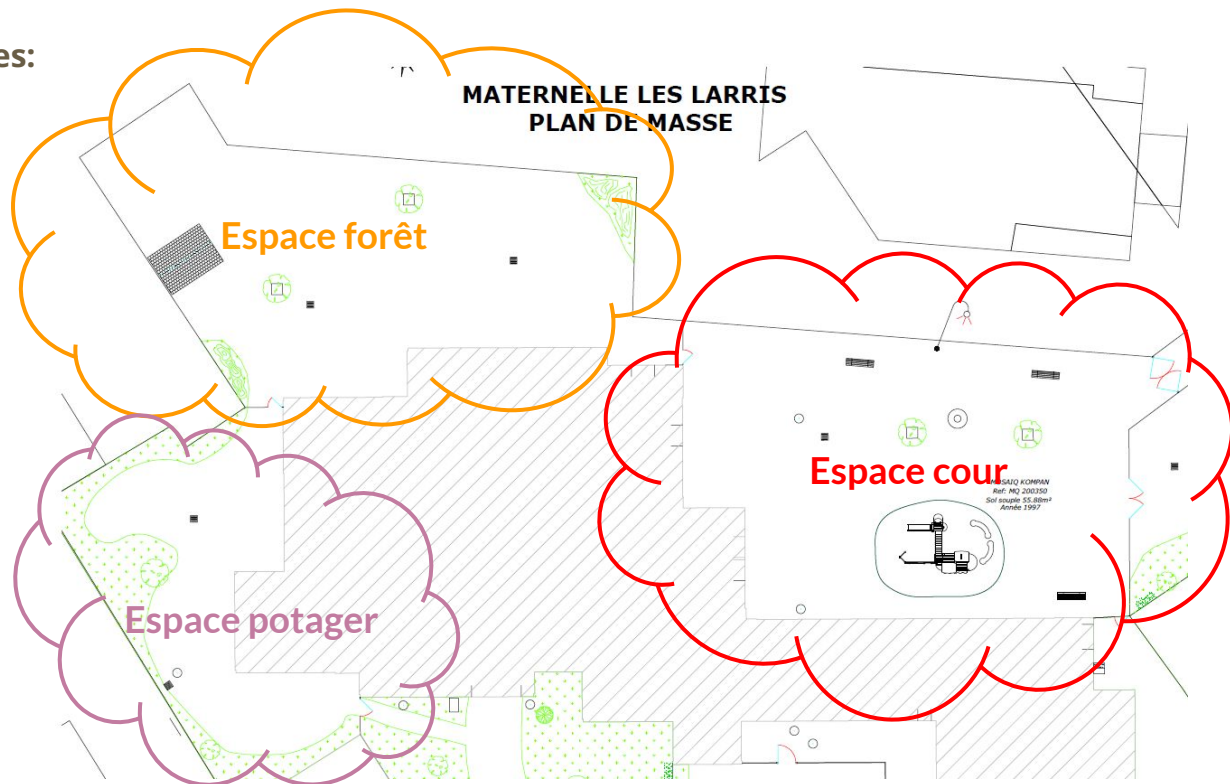 es:
MATERNELLE LES LARRIS
PLAN DE MASSE
Espace forêt
Espace cour
MOSAIQ KOMPAN
Ref: MQ 200350
Sol souple 55.88m²
Année 1997
Espace potager